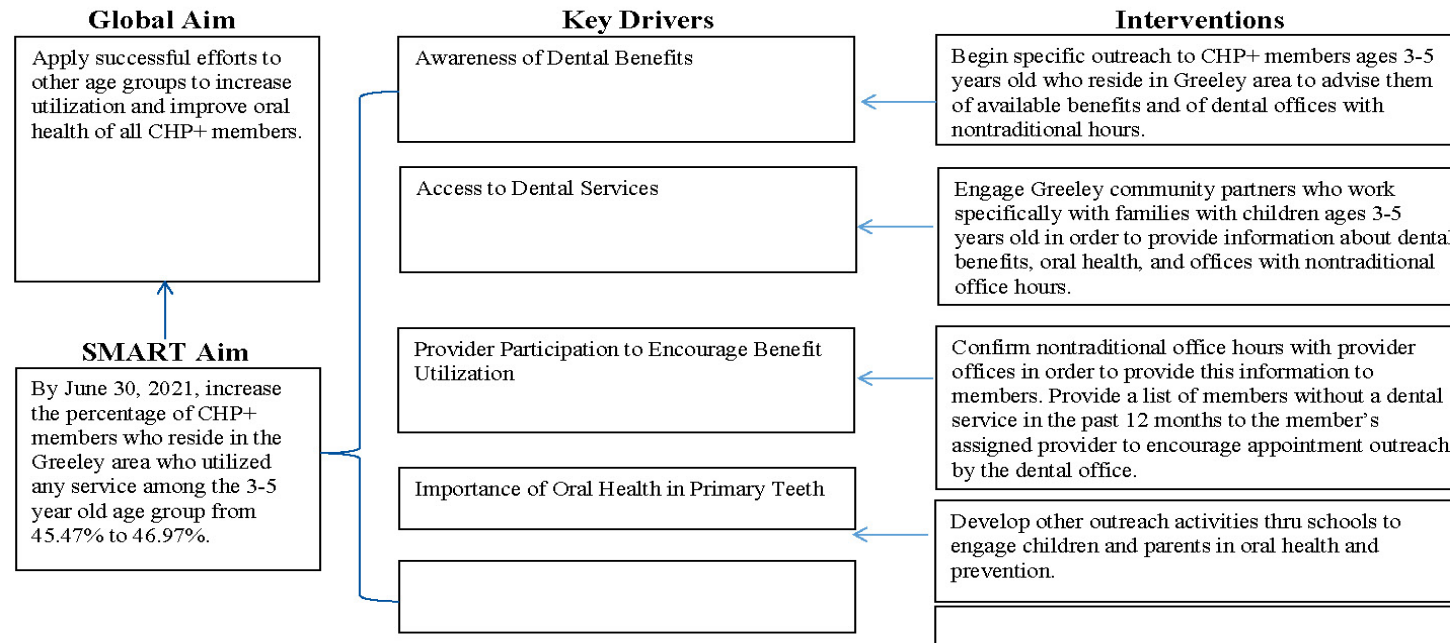 Global Aim
Apply successful efforts to
other age groups to increase
utilization and improve oral
health of all CHP+ members.
SMART Aim
By June 30, 2021, increase
the percentage of CHP+
members who reside in the
Greeley area who utilized
any service among the 3-5
year old age group from
45.47% to 46.97%.
Key Drivers
Awareness of Dental Benefits
Access to Dental Services
Provider Participation to Encourage Benefit
Utilization
Importance of Oral Health in Primary Teeth
Interventions
Begin specific outreach to CHP+ members ages 3-5
years old who reside in Greeley area to advise them
of available benefits and of dental offices with
nontraditional hours.
Engage Greeley community partners who work
specifically with families with children ages 3-5
years old in order to provide information about dental
benefits, oral health, and offices with nontraditional
office hours.
Confirm nontraditional office hours with provider
offices in order to provide this information to
members. Provide a list of members without a dental
service in the past 12 months to the member's
assigned provider to encourage appointment outreach
by the dental office.
Develop other outreach activities thru schools to
engage children and parents in oral health and
prevention.